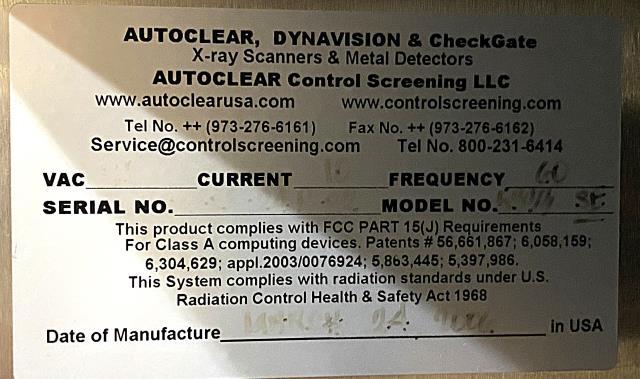 AUTOCLEAR, DYNAVISION & CheckGate
X-ray Scanners & Metal Detectors
AUTOCLEAR Control Screening LLC
www.autoclearusa.com www.controlscreening.com
Tel No. ++ (973-276-6161) Fax No. ++ (973-276-6162)
Service@controlscreening.com Tel No. 800-231-6414
VAC CURRENT 10 FREQUENCY 60
SERIAL NO. MODEL NO.
This product complies with FCC PART 15(J) Requirements
For Class A computing devices. Patents # 56,661,867; 6,058,159;
6,304,629; appl.2003/0076924; 5,863,445; 5,397,986.
This System complies with radiation standards under U.S.
Radiation Control Health & Safety Act 1968
Date of Manufacture MARCH 24 in USA